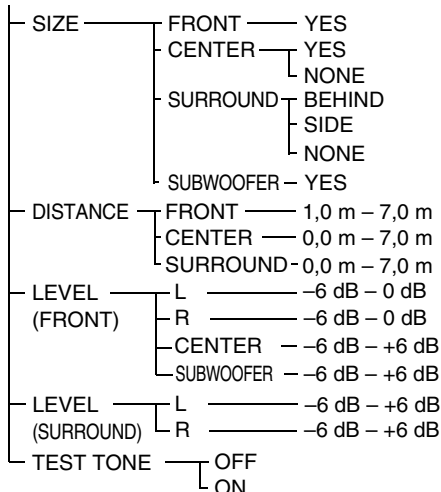 SIZE FRONT YES
CENTER YES
NONE
SURROUND BEHIND
SIDE
NONE
SUBWOOFER YES
DISTANCE FRONT 1,0 m – 7,0 m
CENTER 0,0 m – 7,0 m
SURROUND 0,0 m – 7,0 m
LEVEL L –6 dB – 0 dB
(FRONT) R –6 dB – 0 dB
CENTER –6 dB – +6 dB
SUBWOOFER –6 dB – +6 dB
LEVEL L –6 dB – +6 dB
(SURROUND) R –6 dB – +6 dB
TEST TONE OFF
ON